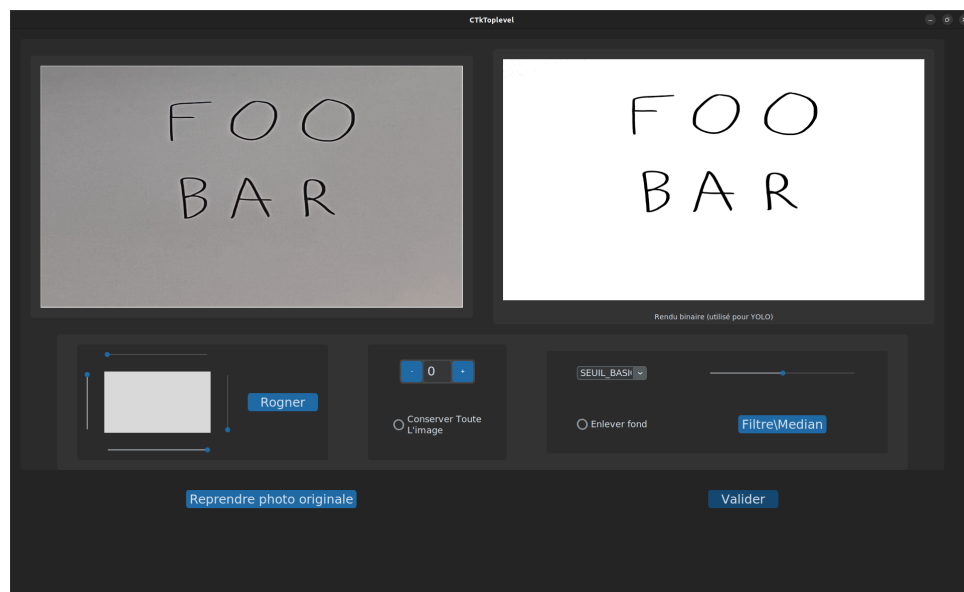 CTkToplevel
FOO
BAR
FOO
BAR
Rendu binaire (utilisé pour YOLO)
- 0 +
SEUIL_BASI
Rogner
Conserver Toute
L'image
Enlever fond
Filtre\Median
Reprendre photo originale
Valider